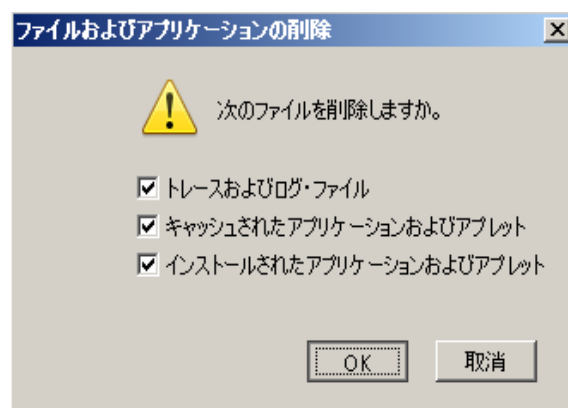 ファイルおよびアプリケーションの削除
次のファイルを削除しますか。
トレースおよびログ・ファイル
キャッシュされたアプリケーションおよびアプレット
インストールされたアプリケーションおよびアプレット
OK
取消